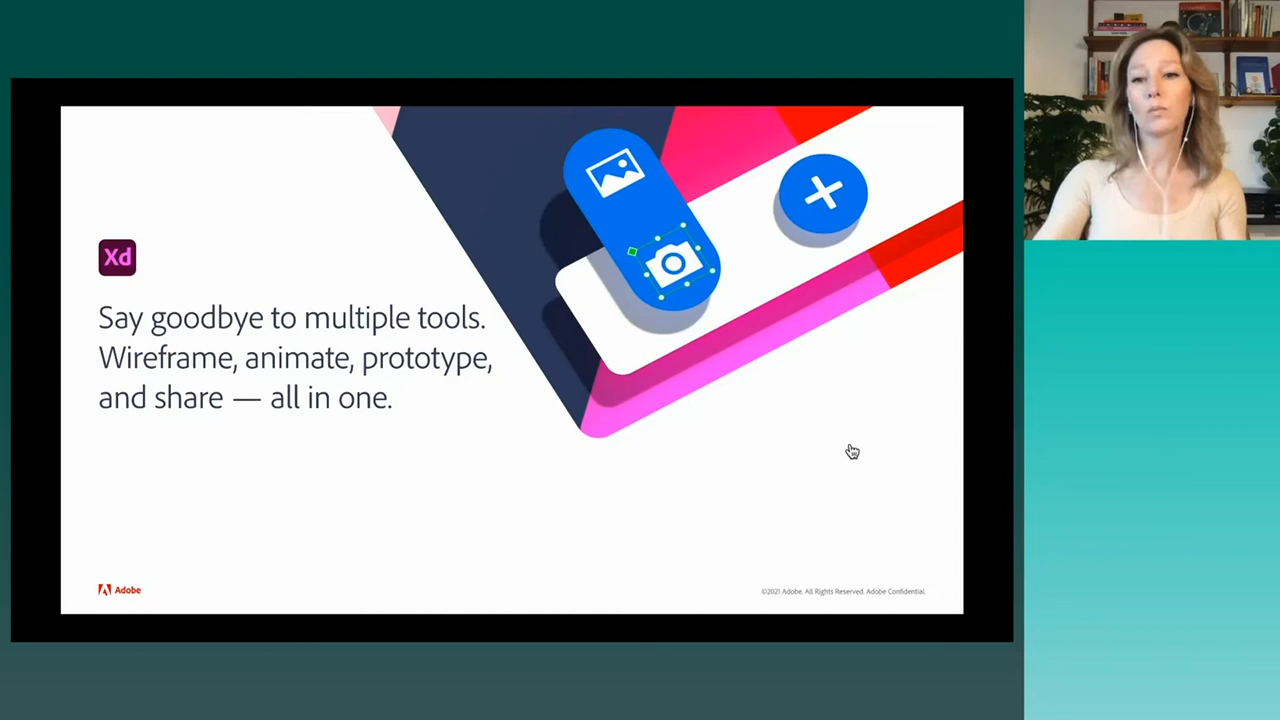 Xd
Say goodbye to multiple tools.
Wireframe, animate, prototype,
and share — all in one.
Adobe
©2021 Adobe. All Rights Reserved. Adobe Confidential.